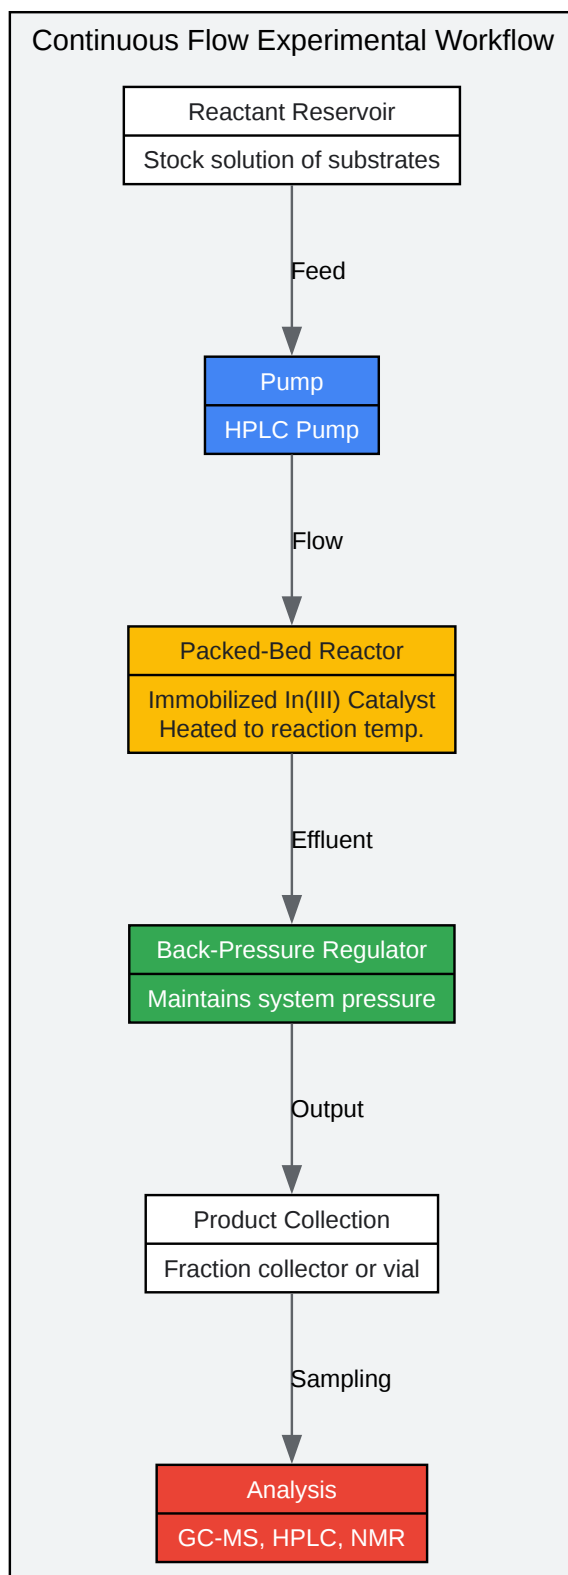 Continuous Flow Experimental Workflow
Reactant Reservoir
Stock solution of substrates
Feed
Pump
HPLC Pump
Flow
Packed-Bed Reactor
Immobilized In(III) Catalyst
Heated to reaction temp.
Effluent
Back-Pressure Regulator
Maintains system pressure
Output
Product Collection
Fraction collector or vial
Sampling
Analysis
GC-MS, HPLC, NMR